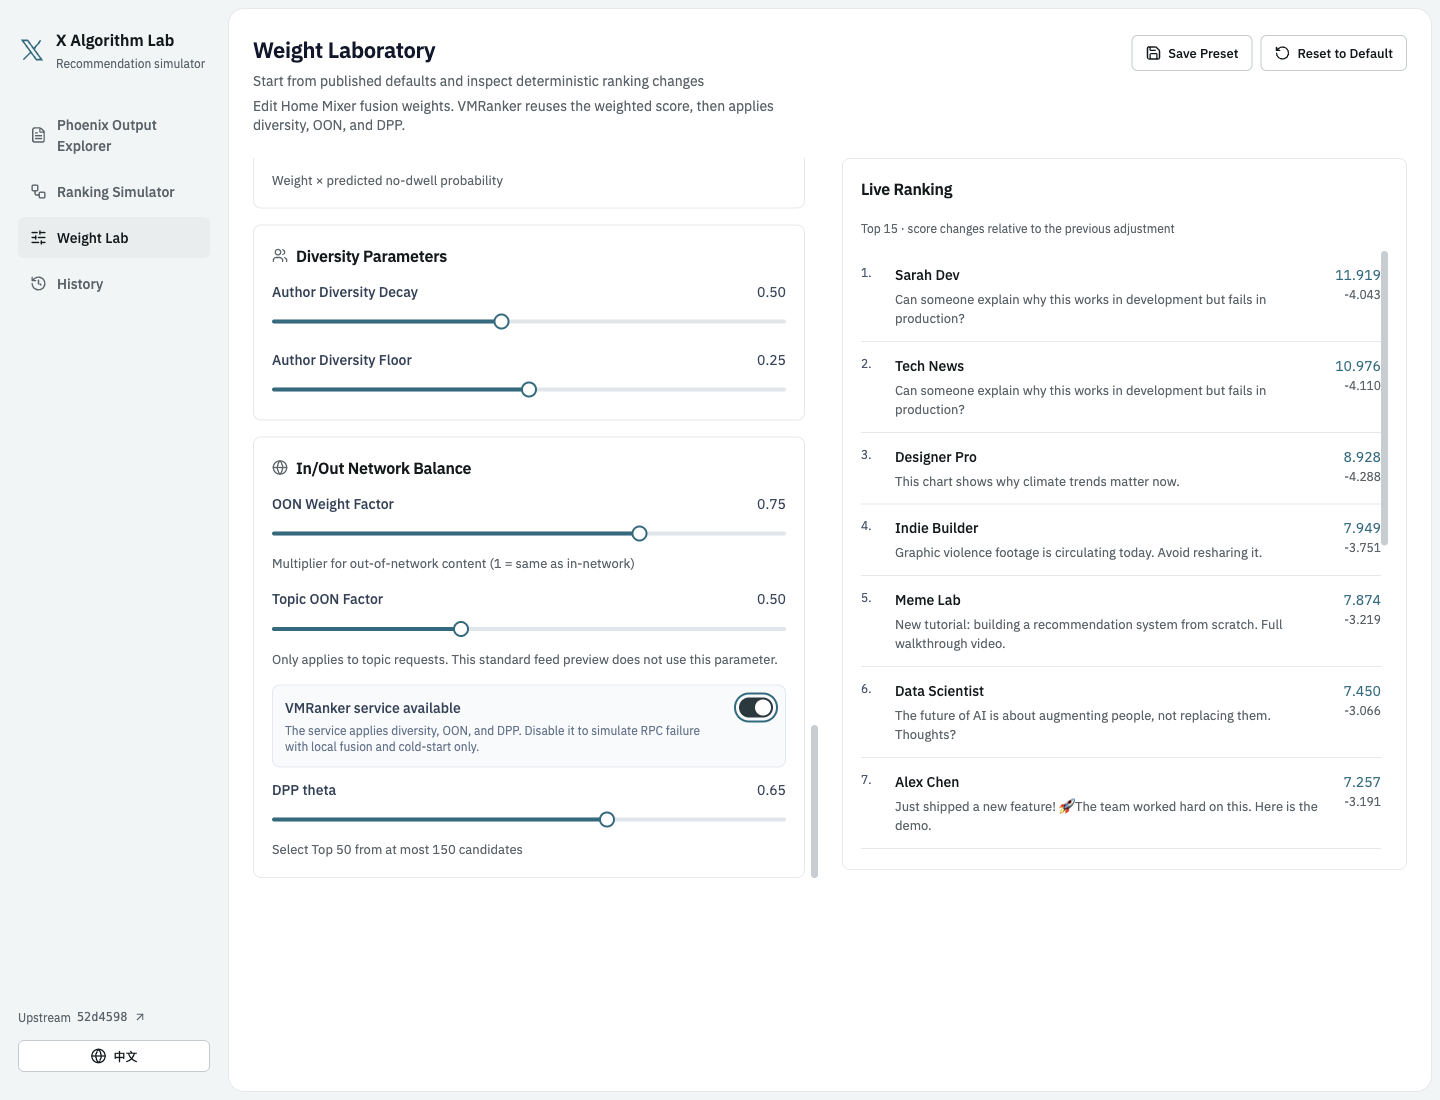 X Algorithm Lab
Recommendation simulator
Phoenix Output
Explorer
Ranking Simulator
Weight Lab
History
Upstream 52d4598
中文
Weight Laboratory
Start from published defaults and inspect deterministic ranking changes
Edit Home Mixer fusion weights. VMRanker reuses the weighted score, then applies
diversity, OON, and DPP.
Save Preset
Reset to Default
Weight × predicted no-dwell probability
Diversity Parameters
Author Diversity Decay 0.50
Author Diversity Floor 0.25
In/Out Network Balance
OON Weight Factor 0.75
Multiplier for out-of-network content (1 = same as in-network)
Topic OON Factor 0.50
Only applies to topic requests. This standard feed preview does not use this parameter.
VMRanker service available
The service applies diversity, OON, and DPP. Disable it to simulate RPC failure
with local fusion and cold-start only.
DPP theta 0.65
Select Top 50 from at most 150 candidates
Live Ranking
Top 15 · score changes relative to the previous adjustment
1. Sarah Dev 11.919
-4.043
Can someone explain why this works in development but fails in
production?
2. Tech News 10.976
-4.110
Can someone explain why this works in development but fails in
production?
3. Designer Pro 8.928
-4.288
This chart shows why climate trends matter now.
4. Indie Builder 7.949
-3.751
Graphic violence footage is circulating today. Avoid resharing it.
5. Meme Lab 7.874
-3.219
New tutorial: building a recommendation system from scratch. Full
walkthrough video.
6. Data Scientist 7.450
-3.066
The future of AI is about augmenting people, not replacing them.
Thoughts?
7. Alex Chen 7.257
-3.191
Just shipped a new feature! 🚀The team worked hard on this. Here is the
demo.